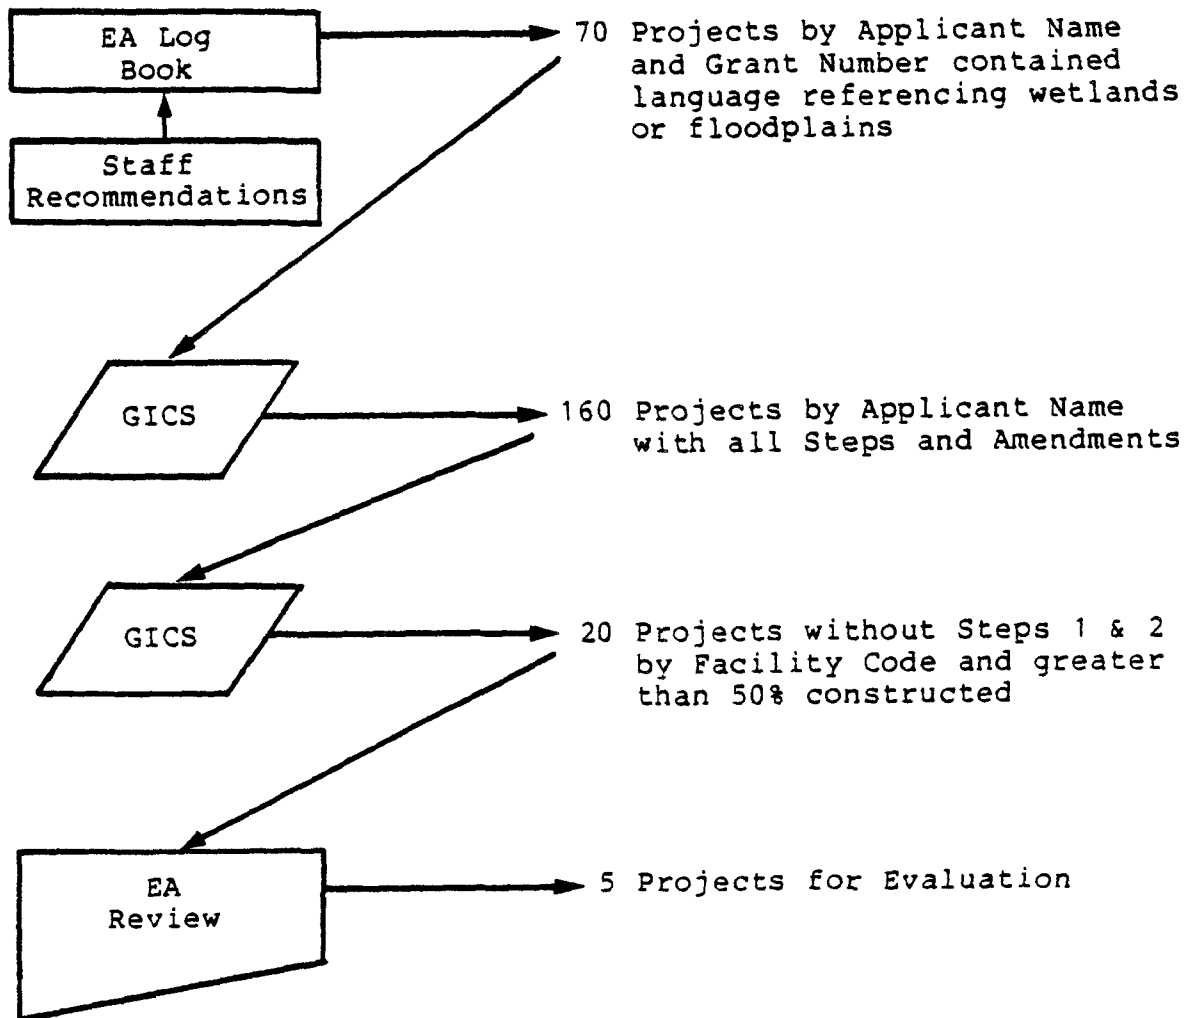 EA Log
Book
70 Projects by Applicant Name
and Grant Number contained
language referencing wetlands
or floodplains
Staff
Recommendations
GICS
160 Projects by Applicant Name
with all Steps and Amendments
GICS
20 Projects without Steps 1 & 2
by Facility Code and greater
than 50% constructed
EA
Review
5 Projects for Evaluation